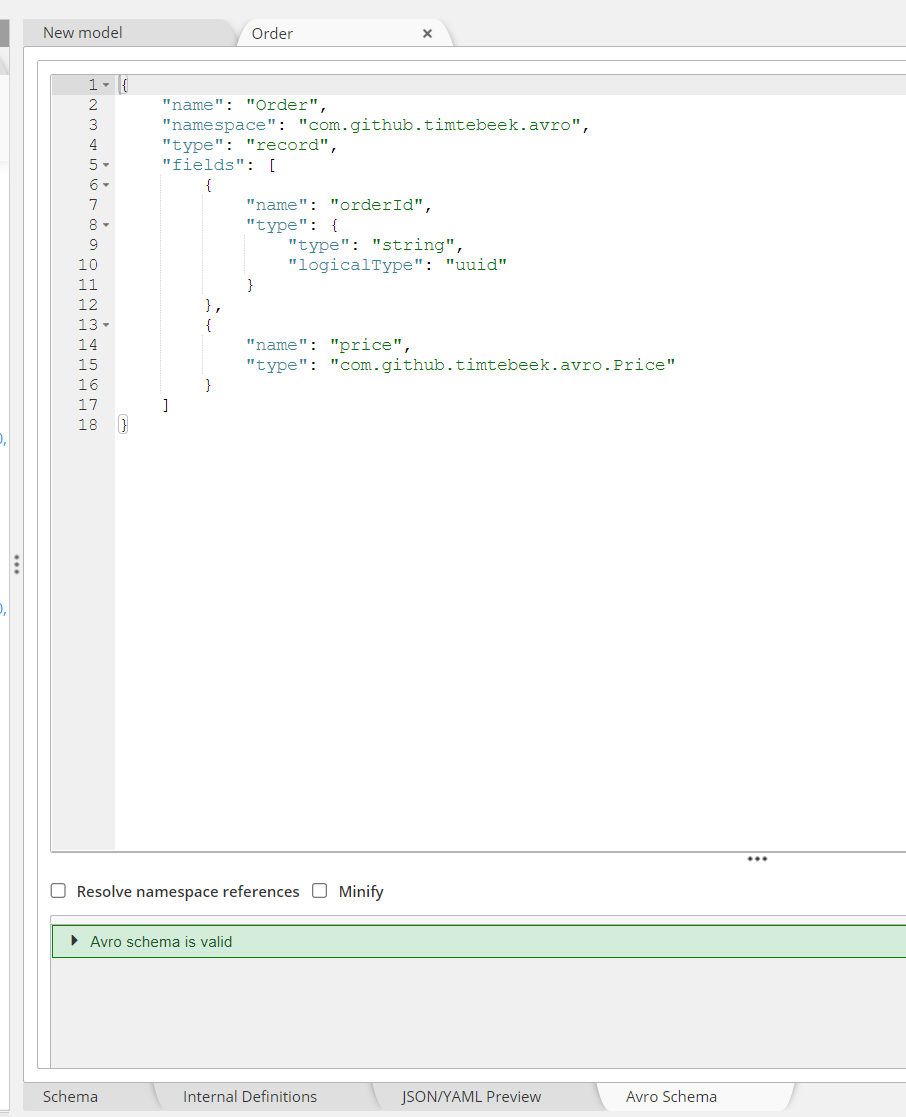 New model
Order ×
1 {
2 "name": "Order",
3 "namespace": "com.github.timtebeek.avro",
4 "type": "record",
5 "fields": [
6 {
7 "name": "orderId",
8 "type": {
9 "type": "string",
10 "logicalType": "uuid"
11 }
12 },
13 {
14 "name": "price",
15 "type": "com.github.timtebeek.avro.Price"
16 }
17 ]
18 }
Resolve namespace references
Minify
Avro schema is valid
Schema
Internal Definitions
JSON/YAML Preview
Avro Schema